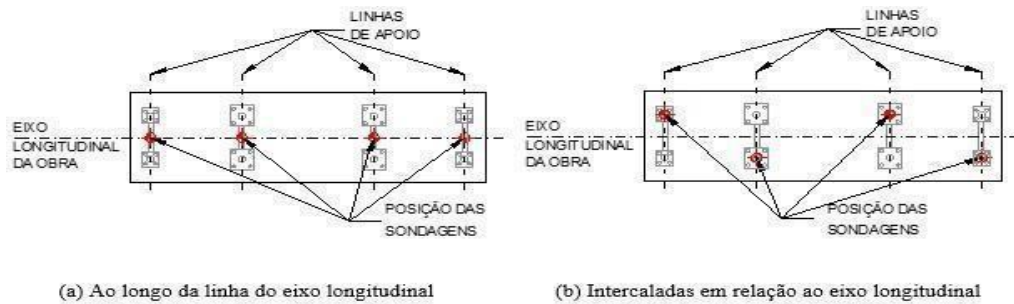 LINHAS
DE APOIO
EIXO
LONGITUDINAL
DA OBRA
POSIÇÃO DAS
SONDAGENS
(a) Ao longo da linha do eixo longitudinal
LINHAS
DE APOIO
EIXO
LONGITUDINAL
DA OBRA
POSIÇÃO DAS
SONDAGENS
(b) Intercaladas em relação ao eixo longitudinal